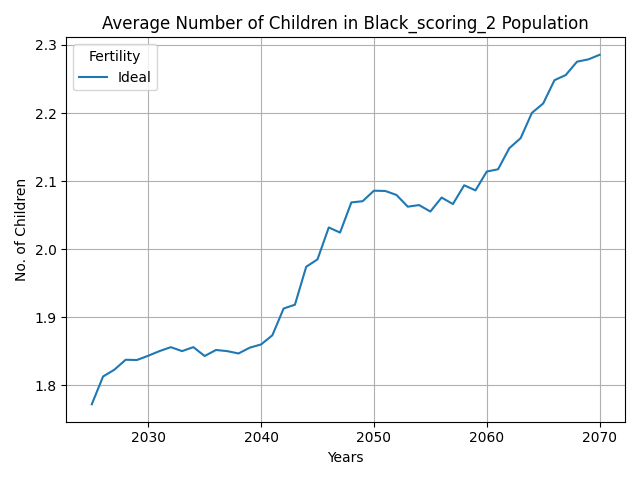 Average Number of Children in Black_scoring_2 Population
Fertility
Ideal
No. of Children
2.3
2.2
2.1
2.0
1.9
1.8
2030 2040 2050 2060 2070
Years